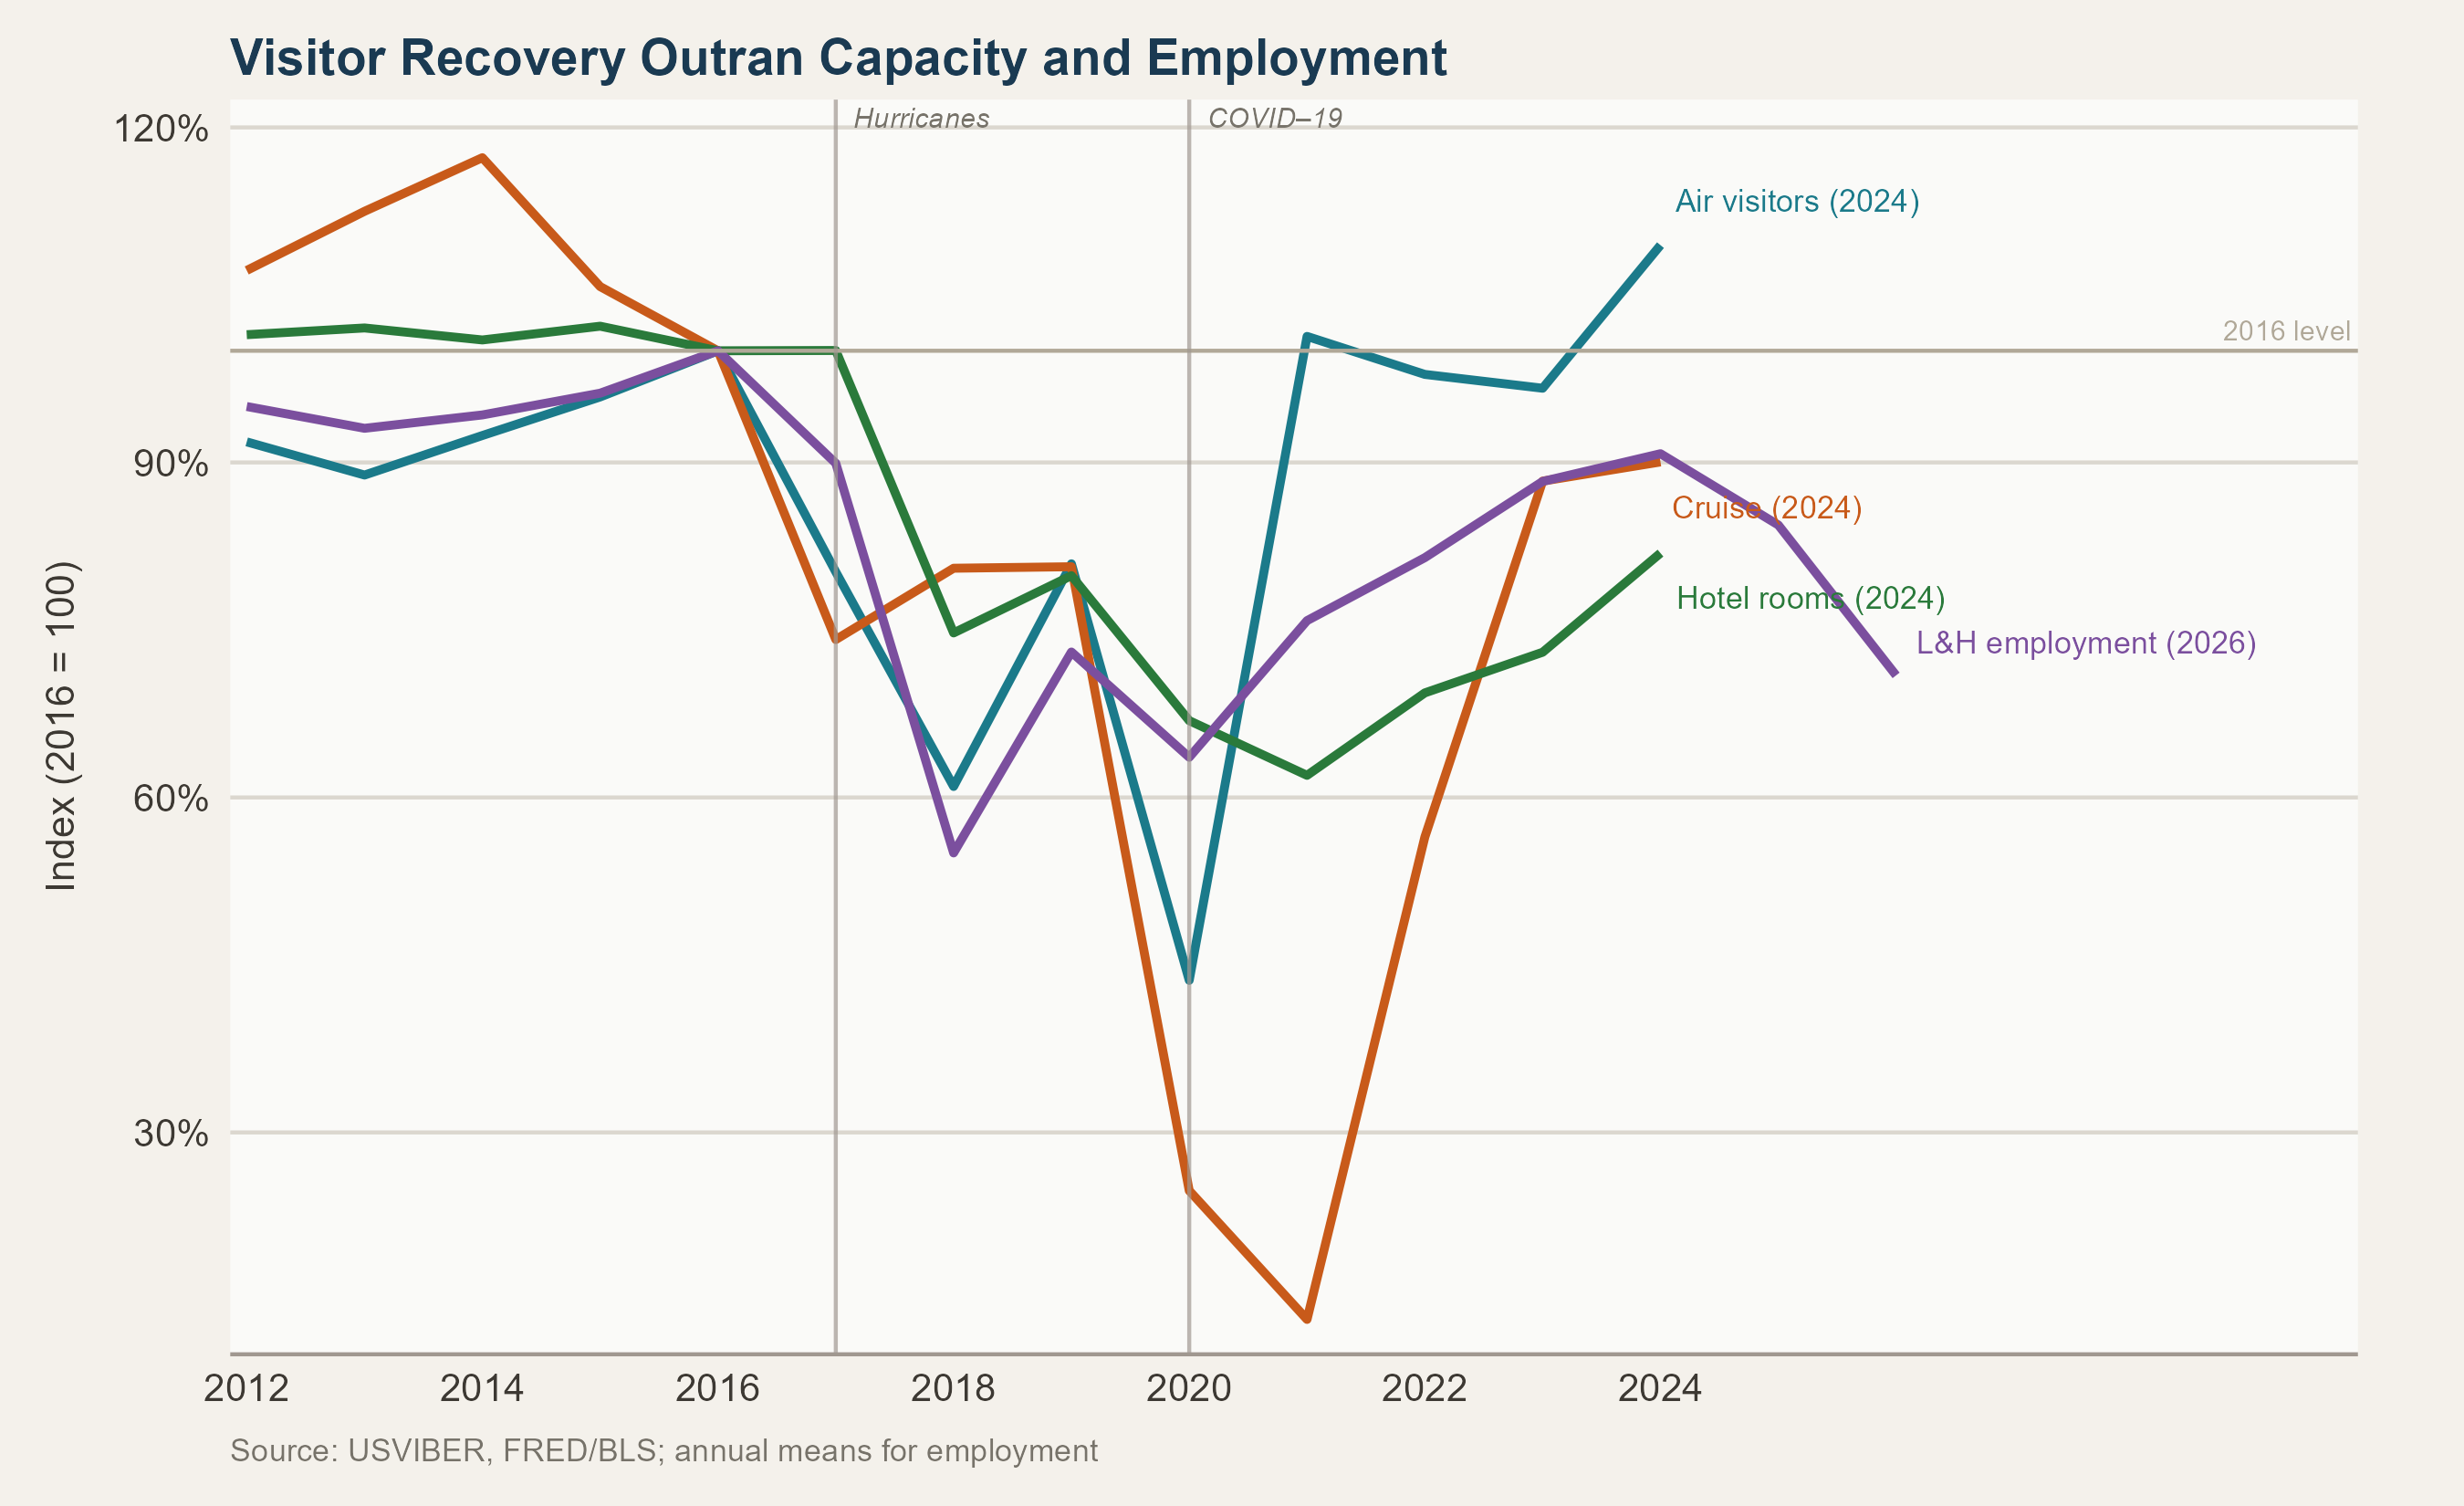 Visitor Recovery Outran Capacity and Employment
120%
90%
60%
30%
Index (2016 = 100)
Hurricanes
COVID–19
Air visitors (2024)
2016 level
Cruise (2024)
Hotel rooms (2024)
L&H employment (2026)
2012 2014 2016 2018 2020 2022 2024
Source: USVIBER, FRED/BLS; annual means for employment